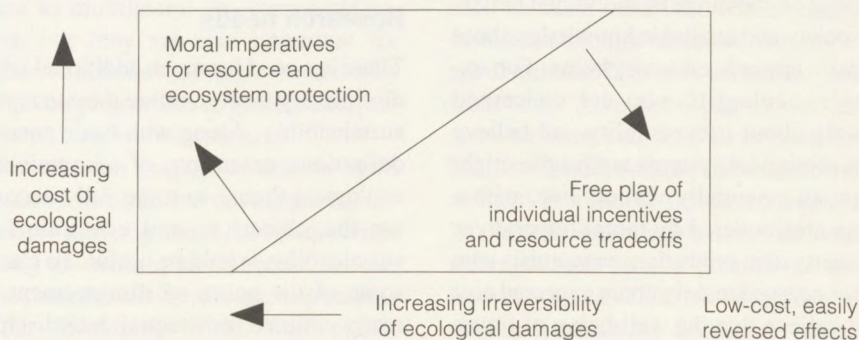 Moral imperatives
for resource and
ecosystem protection
Increasing
cost of
ecological
damages
Free play of
individual incentives
and resource tradeoffs
Increasing irreversibility
of ecological damages
Low-cost, easily
reversed effects